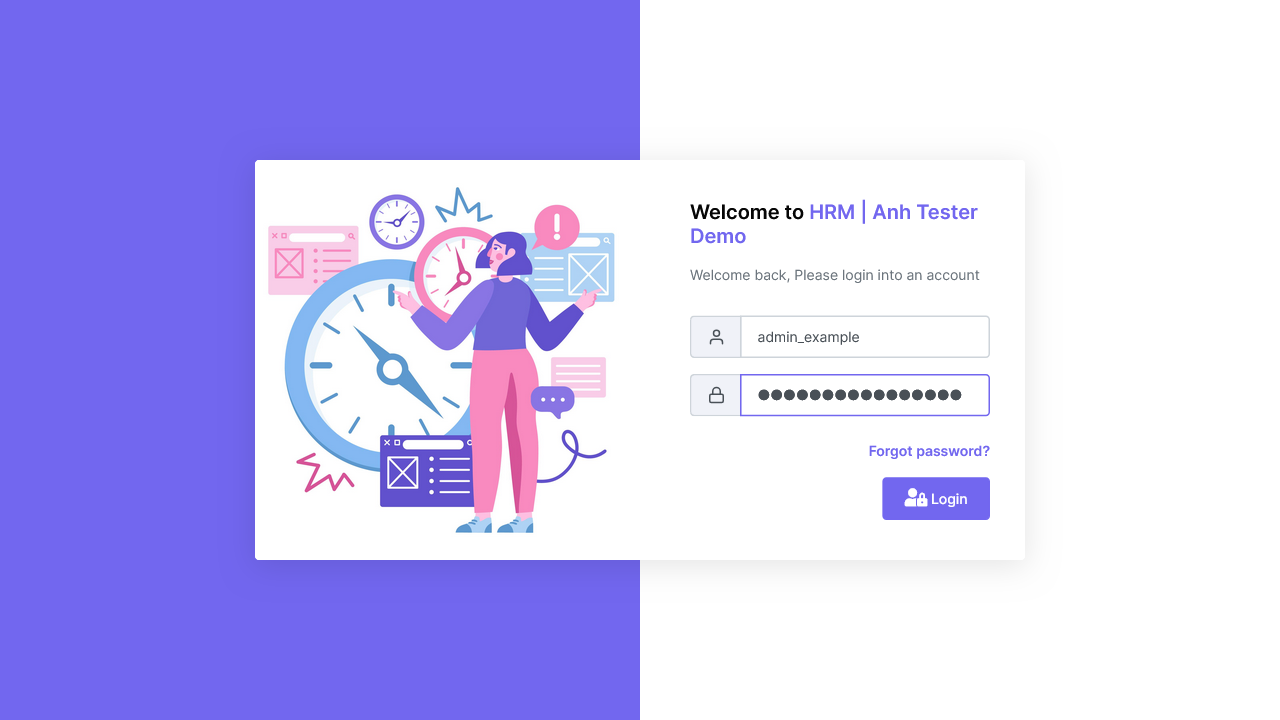 Welcome to HRM | Anh Tester
Demo
Welcome back, Please login into an account
admin_example
●●●●●●●●●●●●●●●●
Forgot password?
Login